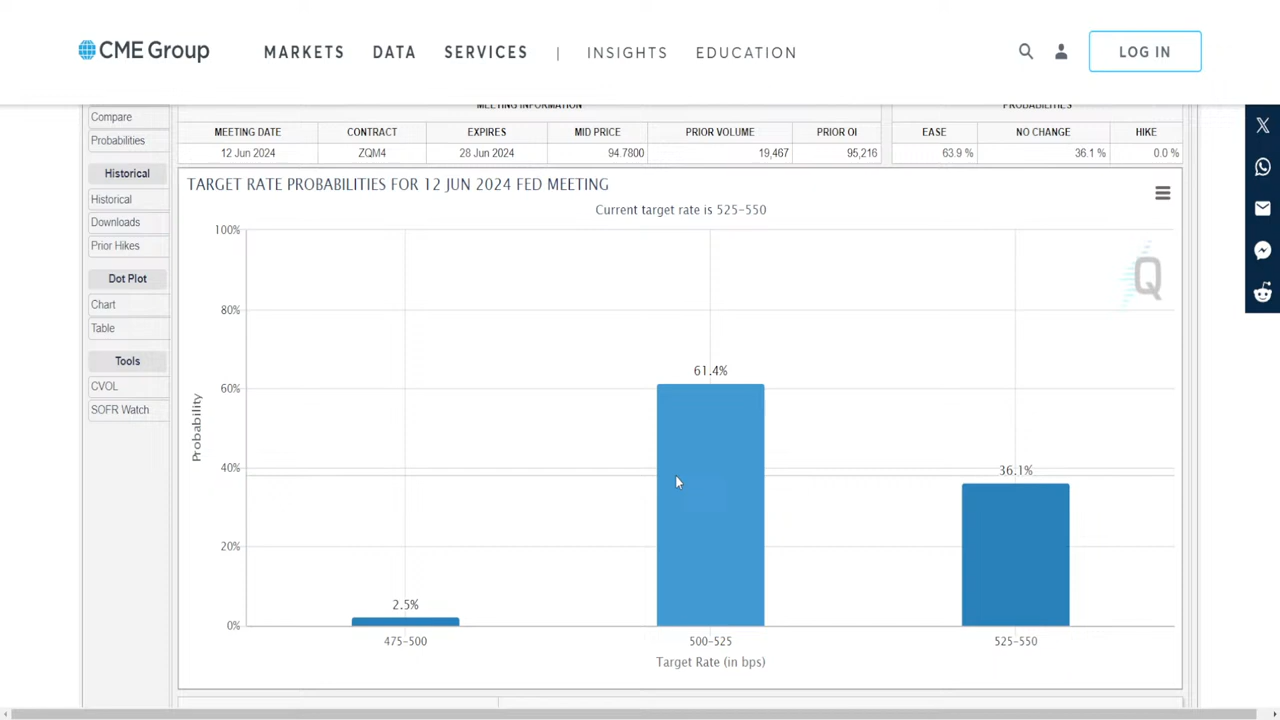 CME Group
MARKETS DATA SERVICES | INSIGHTS EDUCATION
LOG IN
Compare
Probabilities
Historical
Historical
Downloads
Prior Hikes
Dot Plot
Chart
Table
Tools
CVOL
SOFR Watch
MEETING INFORMATION
MEETING DATE CONTRACT EXPIRES MID PRICE PRIOR VOLUME PRIOR OI
12 Jun 2024 ZQM4 28 Jun 2024 94.7800 19,467 95,216
PROBABILITIES
EASE NO CHANGE HIKE
63.9 % 36.1 % 0.0 %
TARGET RATE PROBABILITIES FOR 12 JUN 2024 FED MEETING
Current target rate is 525-550
Q
Probability
100%
80%
60%
40%
20%
0%
2.5%
61.4%
36.1%
475-500
500-525
525-550
Target Rate (in bps)